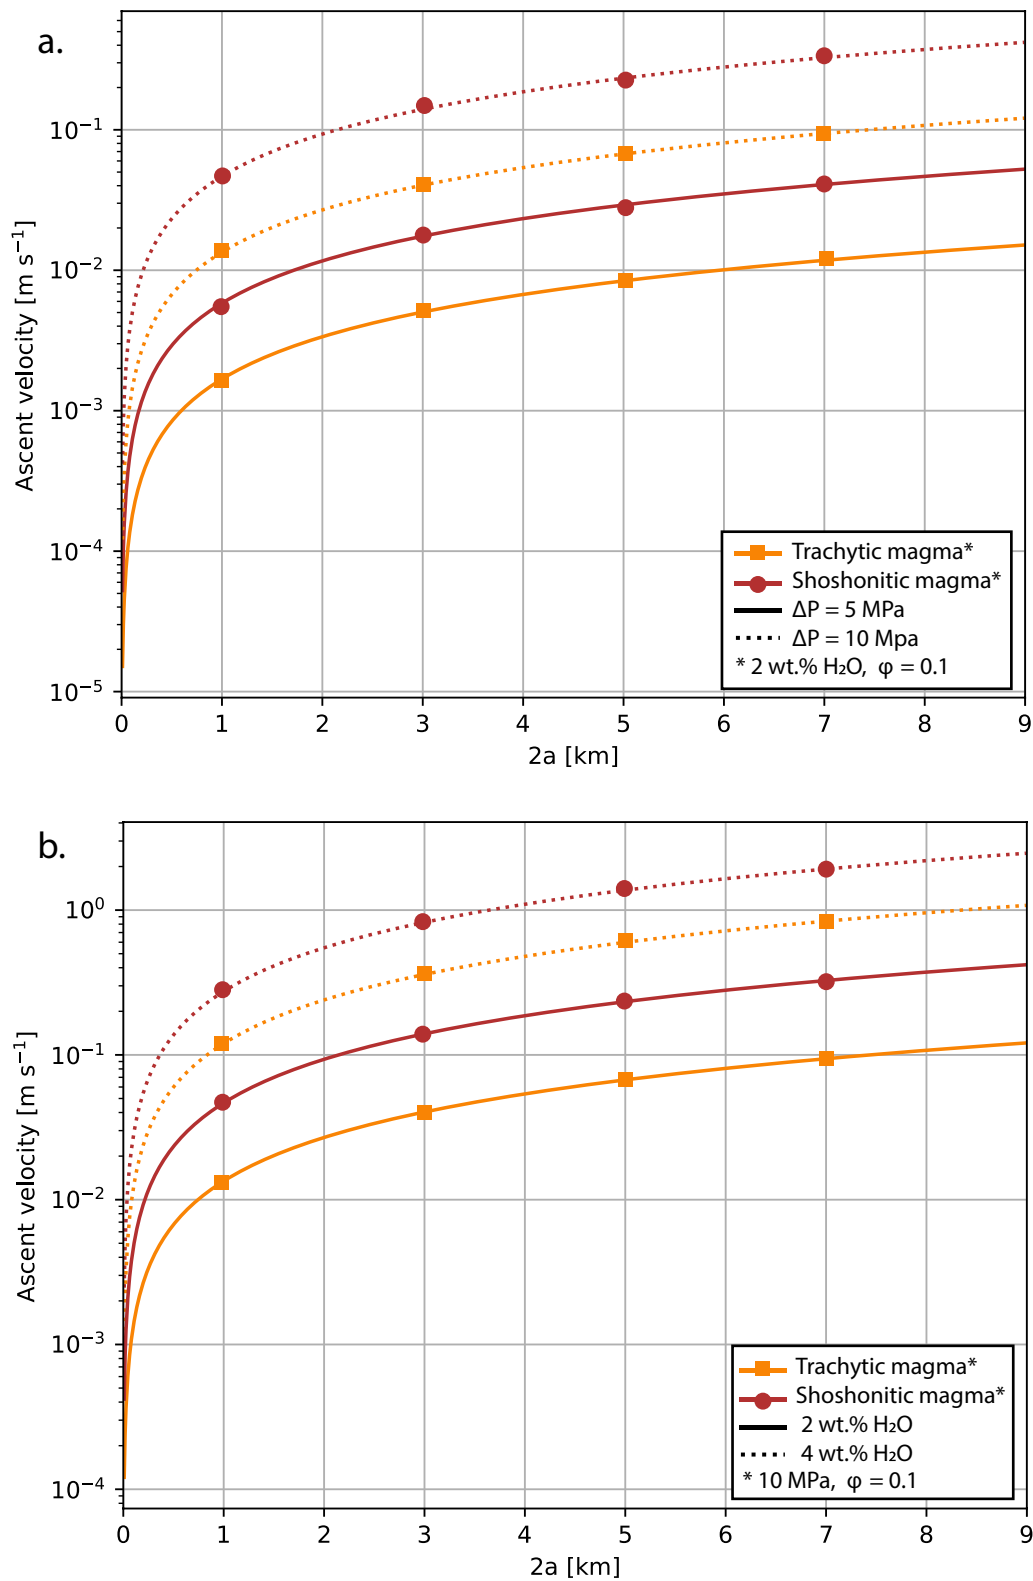 a.
Ascent velocity [m s⁻¹]
10⁻¹
10⁻²
10⁻³
10⁻⁴
10⁻⁵
Trachytic magma*
Shoshonitic magma*
ΔP = 5 MPa
ΔP = 10 Mpa
* 2 wt.% H₂O, φ = 0.1
0 1 2 3 4 5 6 7 8 9
2a [km]
b.
Ascent velocity [m s⁻¹]
10⁰
10⁻¹
10⁻²
10⁻³
10⁻⁴
Trachytic magma*
Shoshonitic magma*
2 wt.% H₂O
4 wt.% H₂O
* 10 MPa, φ = 0.1
0 1 2 3 4 5 6 7 8 9
2a [km]